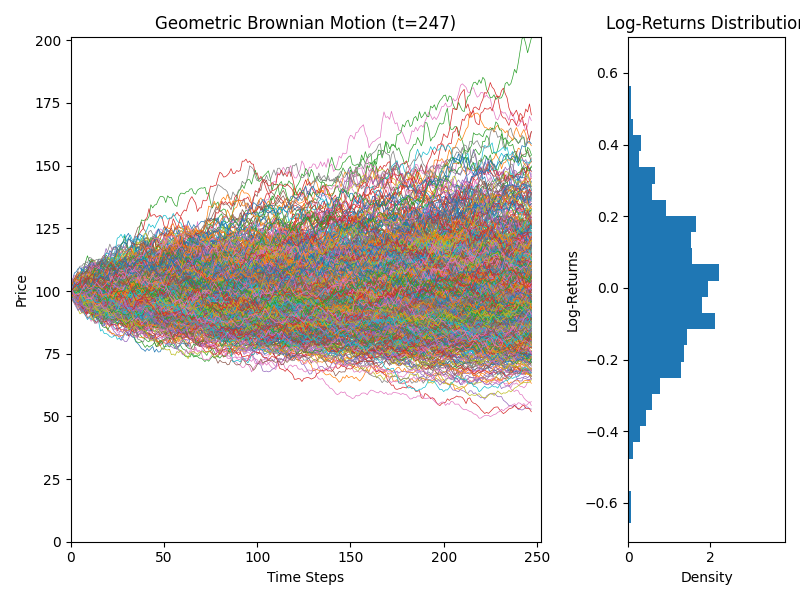 Geometric Brownian Motion (t=247)
Price
200
175
150
125
100
75
50
25
0
0 50 100 150 200 250
Time Steps
Log-Returns Distribution
Log-Returns
0.6
0.4
0.2
0.0
−0.2
−0.4
−0.6
0 2
Density